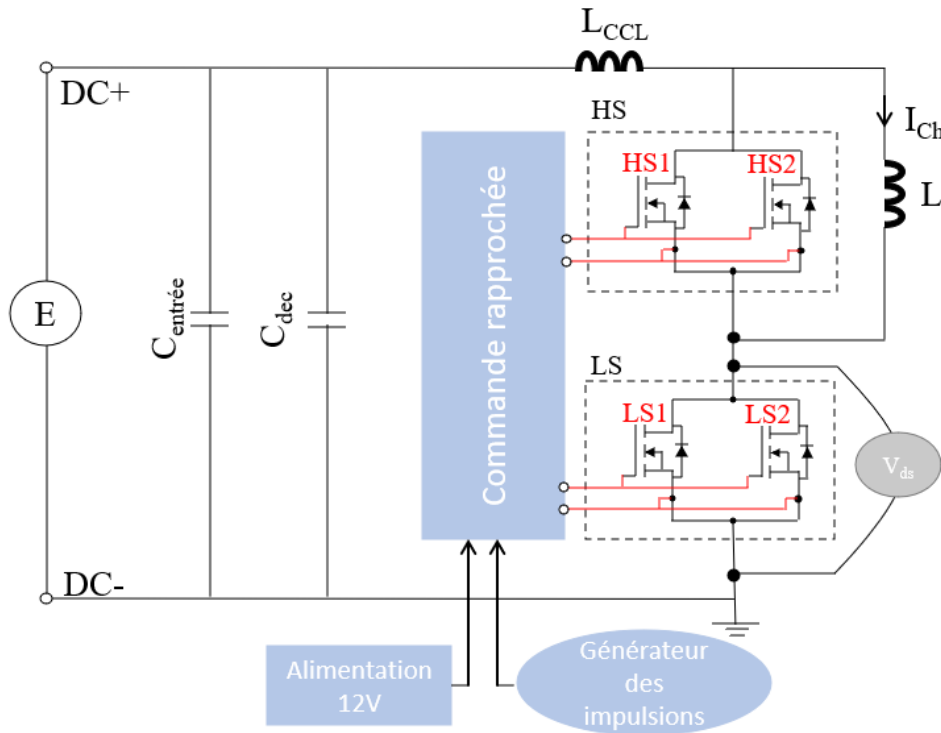 L_CCL
DC+
HS
I_Ch
HS1
HS2
L
E
C_entrée
C_dec
Commande rapprochée
LS
LS1
LS2
V_ds
DC-
Alimentation
12V
Générateur
des
impulsions